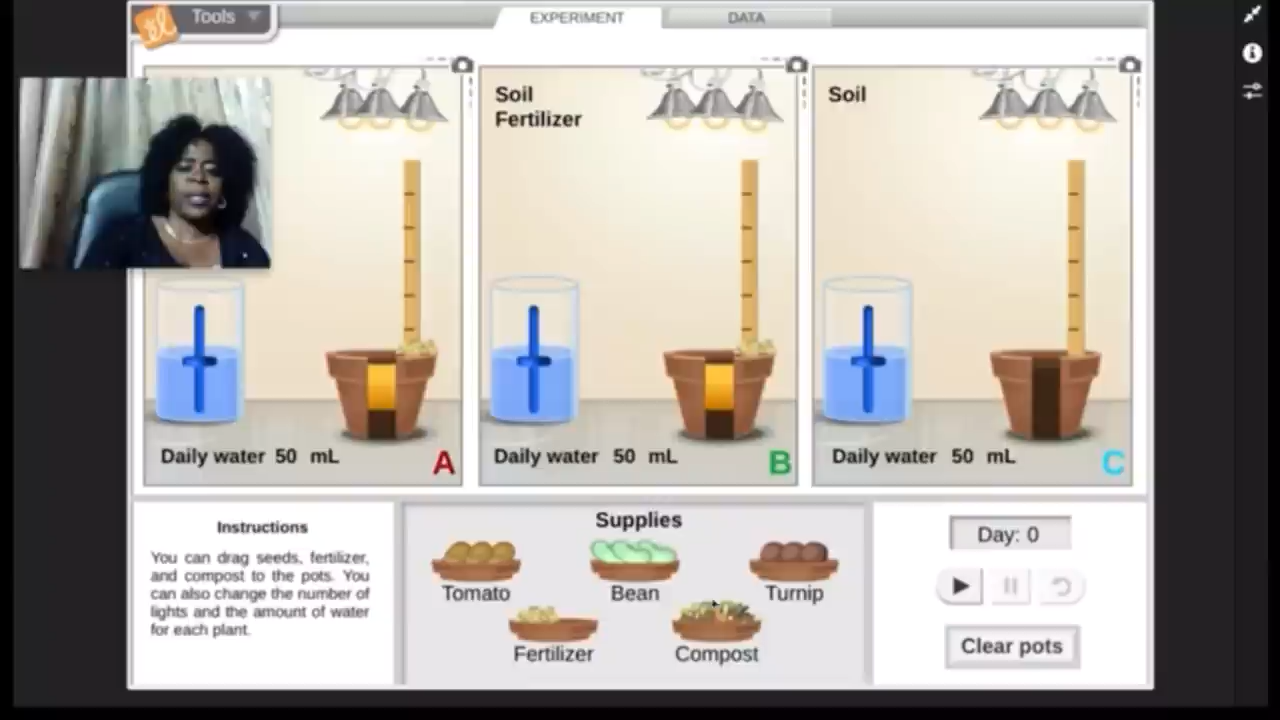 Tools
EXPERIMENT
DATA
Soil
Fertilizer
Soil
Daily water 50 mL
A
Daily water 50 mL
B
Daily water 50 mL
C
Instructions
You can drag seeds, fertilizer,
and compost to the pots. You
can also change the number of
lights and the amount of water
for each plant.
Supplies
Tomato
Bean
Turnip
Fertilizer
Compost
Day: 0
Clear pots